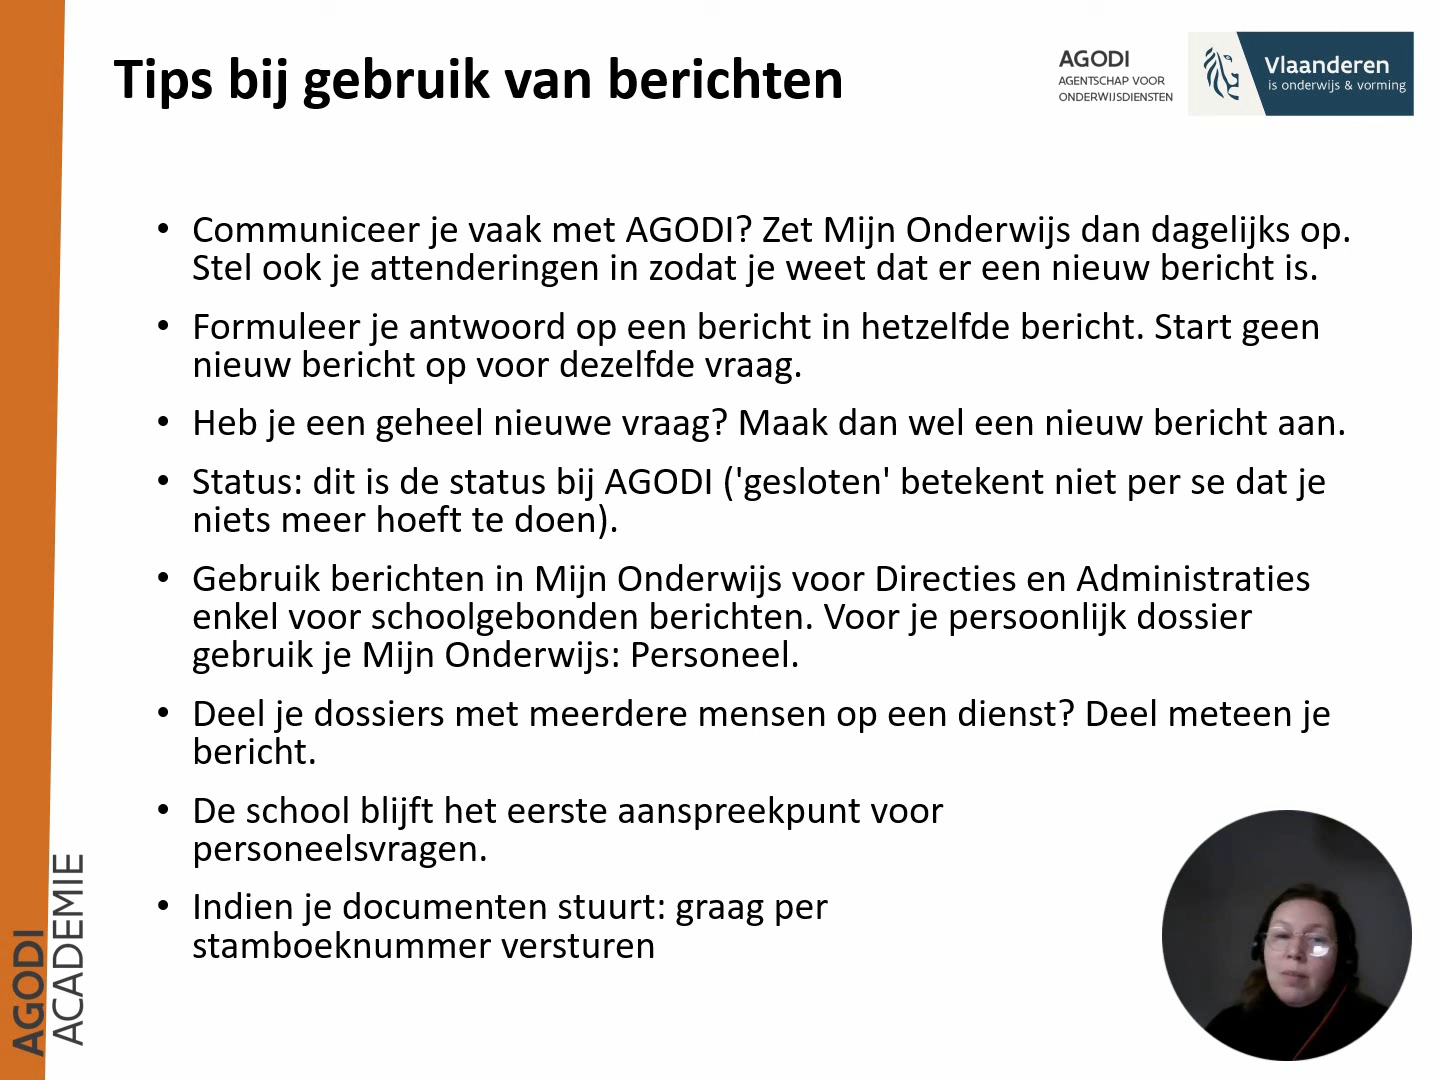 Tips bij gebruik van berichten
AGODI
AGENTSCHAP VOOR
ONDERWIJSDIENSTEN
Vlaanderen
is onderwijs & vorming
• Communiceer je vaak met AGODI? Zet Mijn Onderwijs dan dagelijks op.
Stel ook je attenderingen in zodat je weet dat er een nieuw bericht is.
• Formuleer je antwoord op een bericht in hetzelfde bericht. Start geen
nieuw bericht op voor dezelfde vraag.
• Heb je een geheel nieuwe vraag? Maak dan wel een nieuw bericht aan.
• Status: dit is de status bij AGODI ('gesloten' betekent niet per se dat je
niets meer hoeft te doen).
• Gebruik berichten in Mijn Onderwijs voor Directies en Administraties
enkel voor schoolgebonden berichten. Voor je persoonlijk dossier
gebruik je Mijn Onderwijs: Personeel.
• Deel je dossiers met meerdere mensen op een dienst? Deel meteen je
bericht.
• De school blijft het eerste aanspreekpunt voor
personeelsvragen.
• Indien je documenten stuurt: graag per
stamboeknummer versturen
AGODI
ACADEMIE